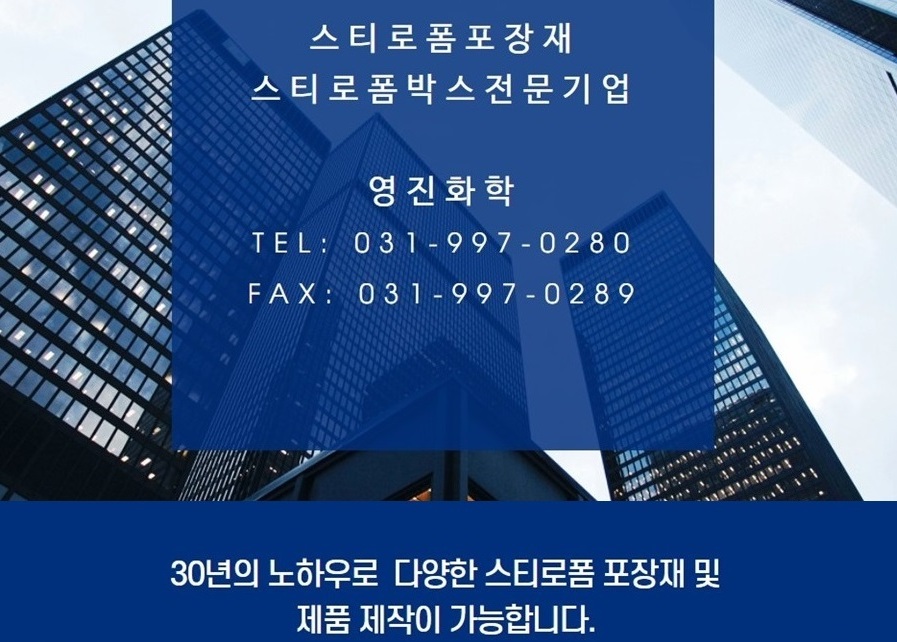 스티로폼포장재
스티로폼박스전문기업
영진화학
TEL: 031-997-0280
FAX: 031-997-0289
30년의 노하우로 다양한 스티로폼 포장재 및
제품 제작이 가능합니다.